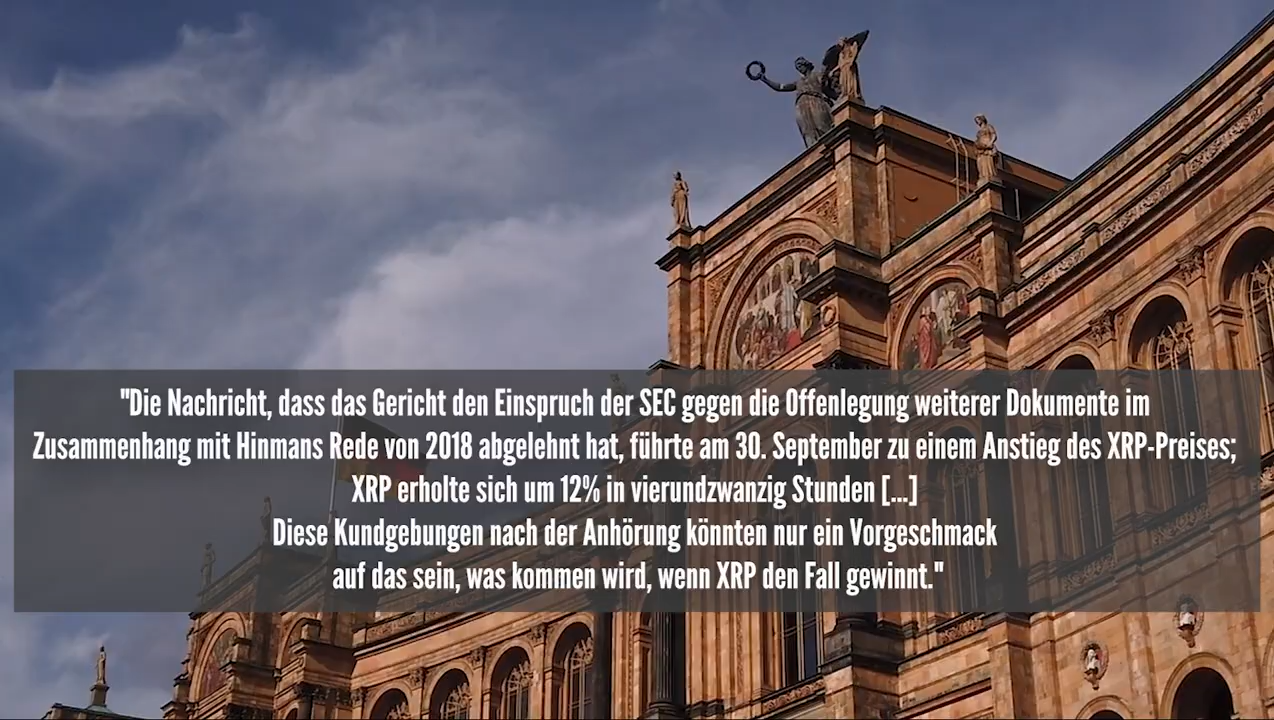 "Die Nachricht, dass das Gericht den Einspruch der SEC gegen die Offenlegung weiterer Dokumente im
Zusammenhang mit Hinmans Rede von 2018 abgelehnt hat, führte am 30. September zu einem Anstieg des XRP-Preises;
XRP erholte sich um 12% in vierundzwanzig Stunden [...]
Diese Kundgebungen nach der Anhörung könnten nur ein Vorgeschmack
auf das sein, was kommen wird, wenn XRP den Fall gewinnt."